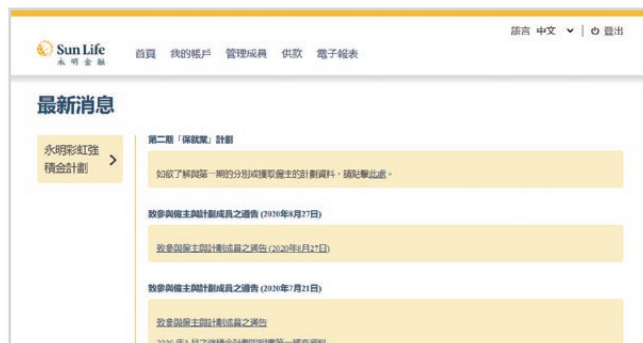 語言 中文 | 登出
Sun Life
永明金融
首頁 我的帳戶 管理成員 供款 電子報表
最新消息
永明彩虹強
積金計劃
第二期「保就業」計劃
如欲了解與第一期的分別或獲取僱主的計劃資料，請點擊此處。
致參與僱主與計劃成員之通告 (2020年8月27日)
致參與僱主與計劃成員之通告 (2020年8月27日)
致參與僱主與計劃成員之通告 (2020年7月21日)
致參與僱主與計劃成員之通告